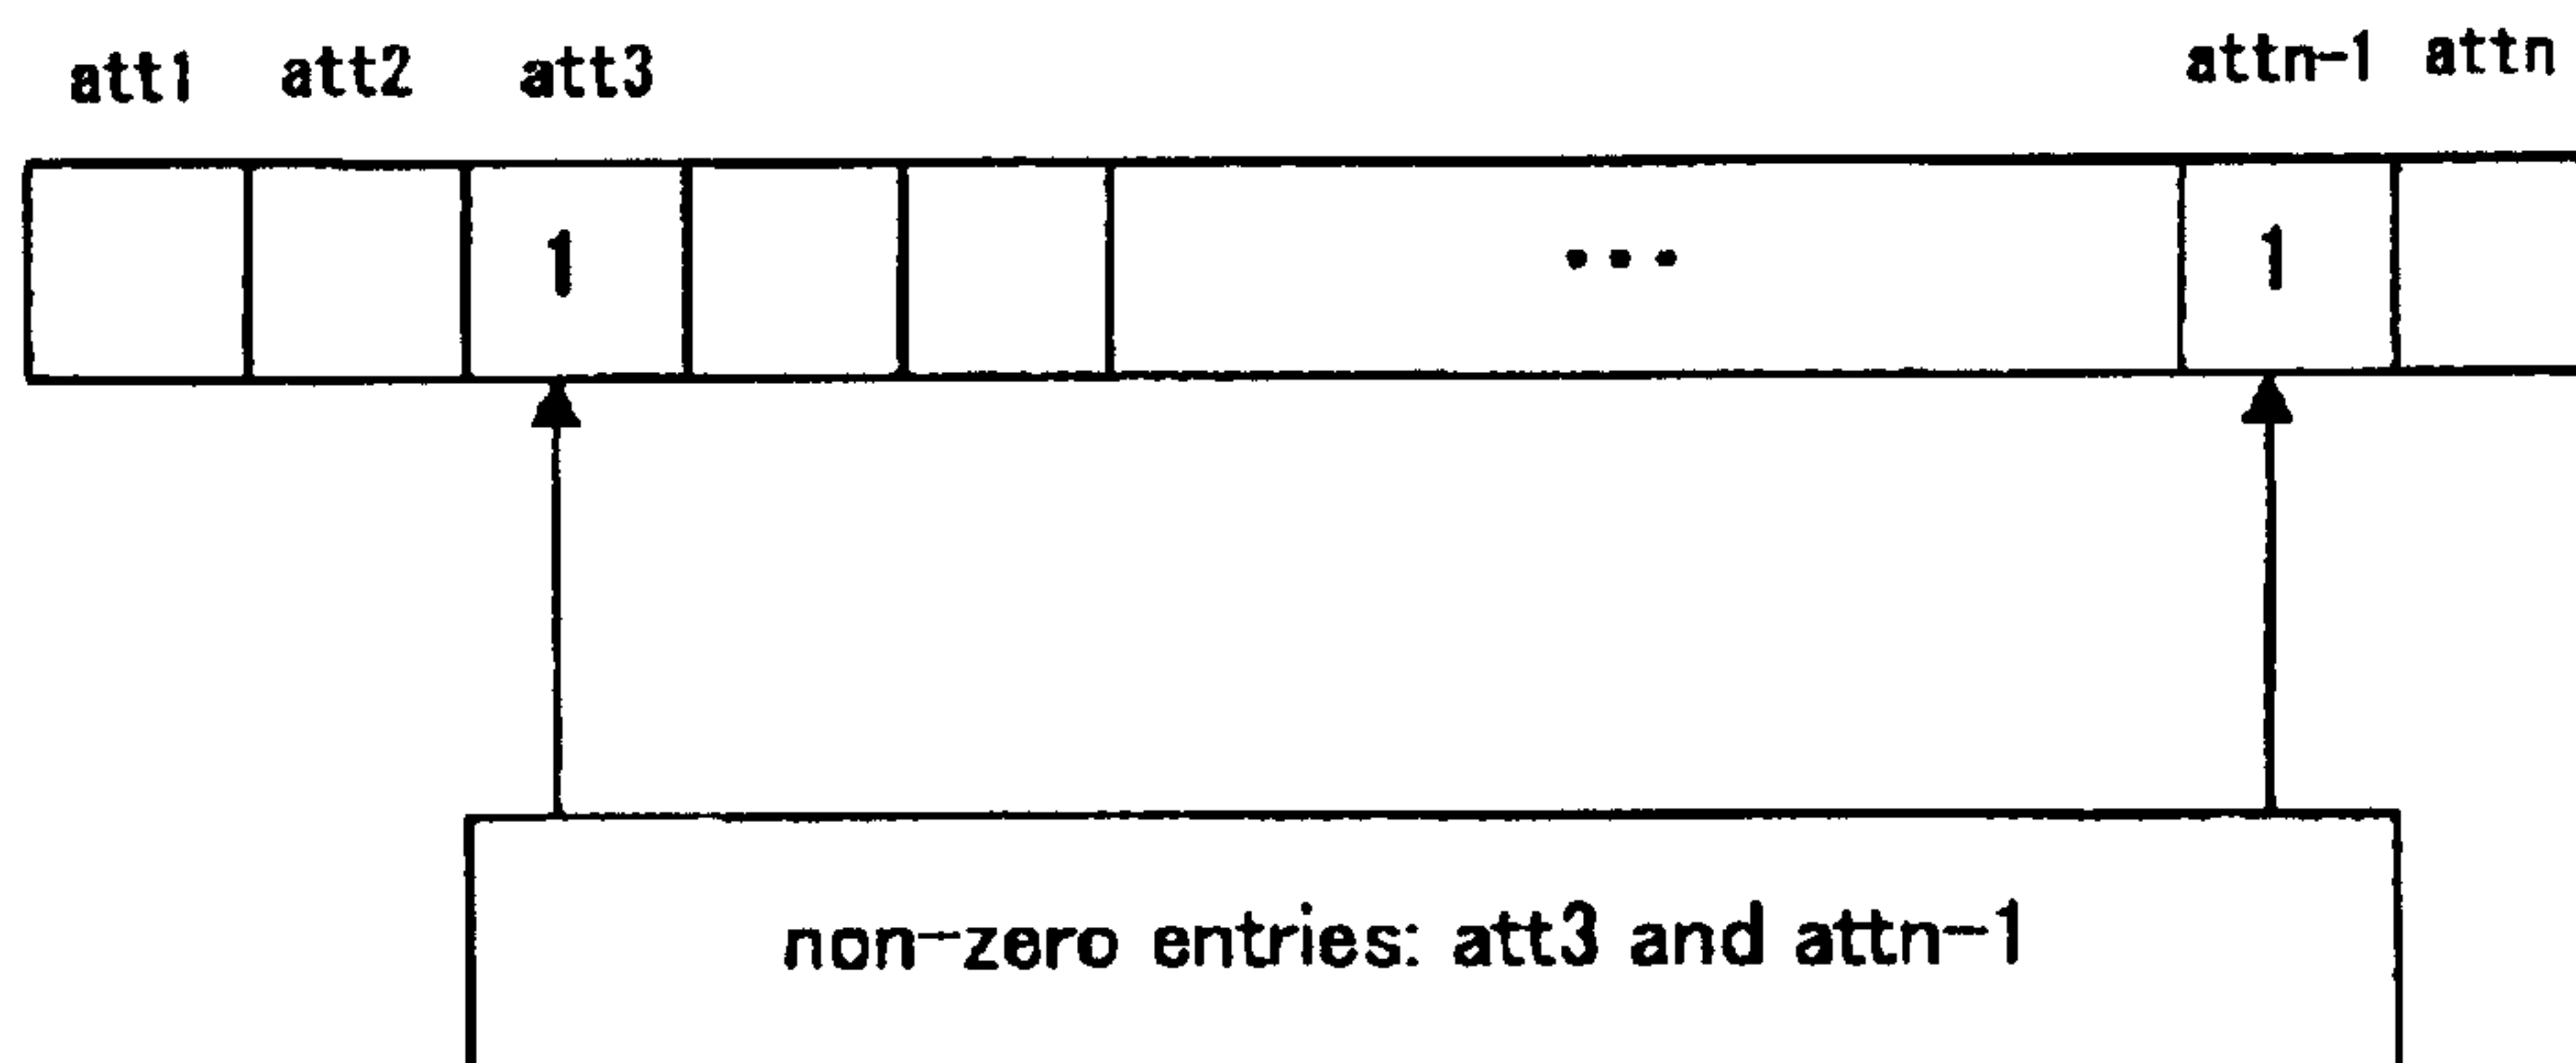 att1 att2 att3 attn-1 attn
1 ••• 1
non-zero entries: att3 and attn-1